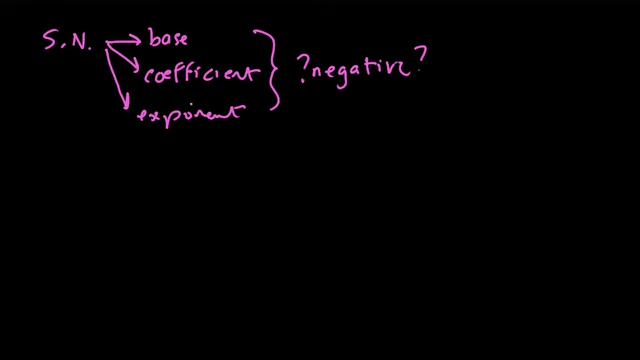 S.N. base
coefficient ?negative?
exponent